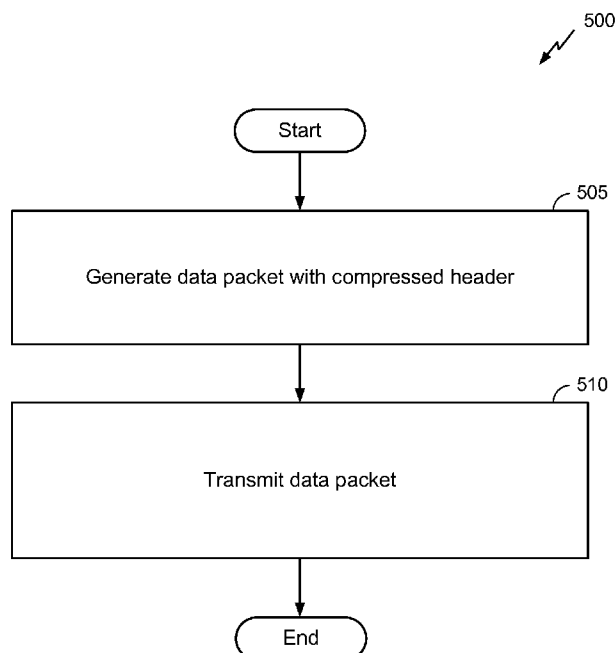 500
Start
505
Generate data packet with compressed header
510
Transmit data packet
End